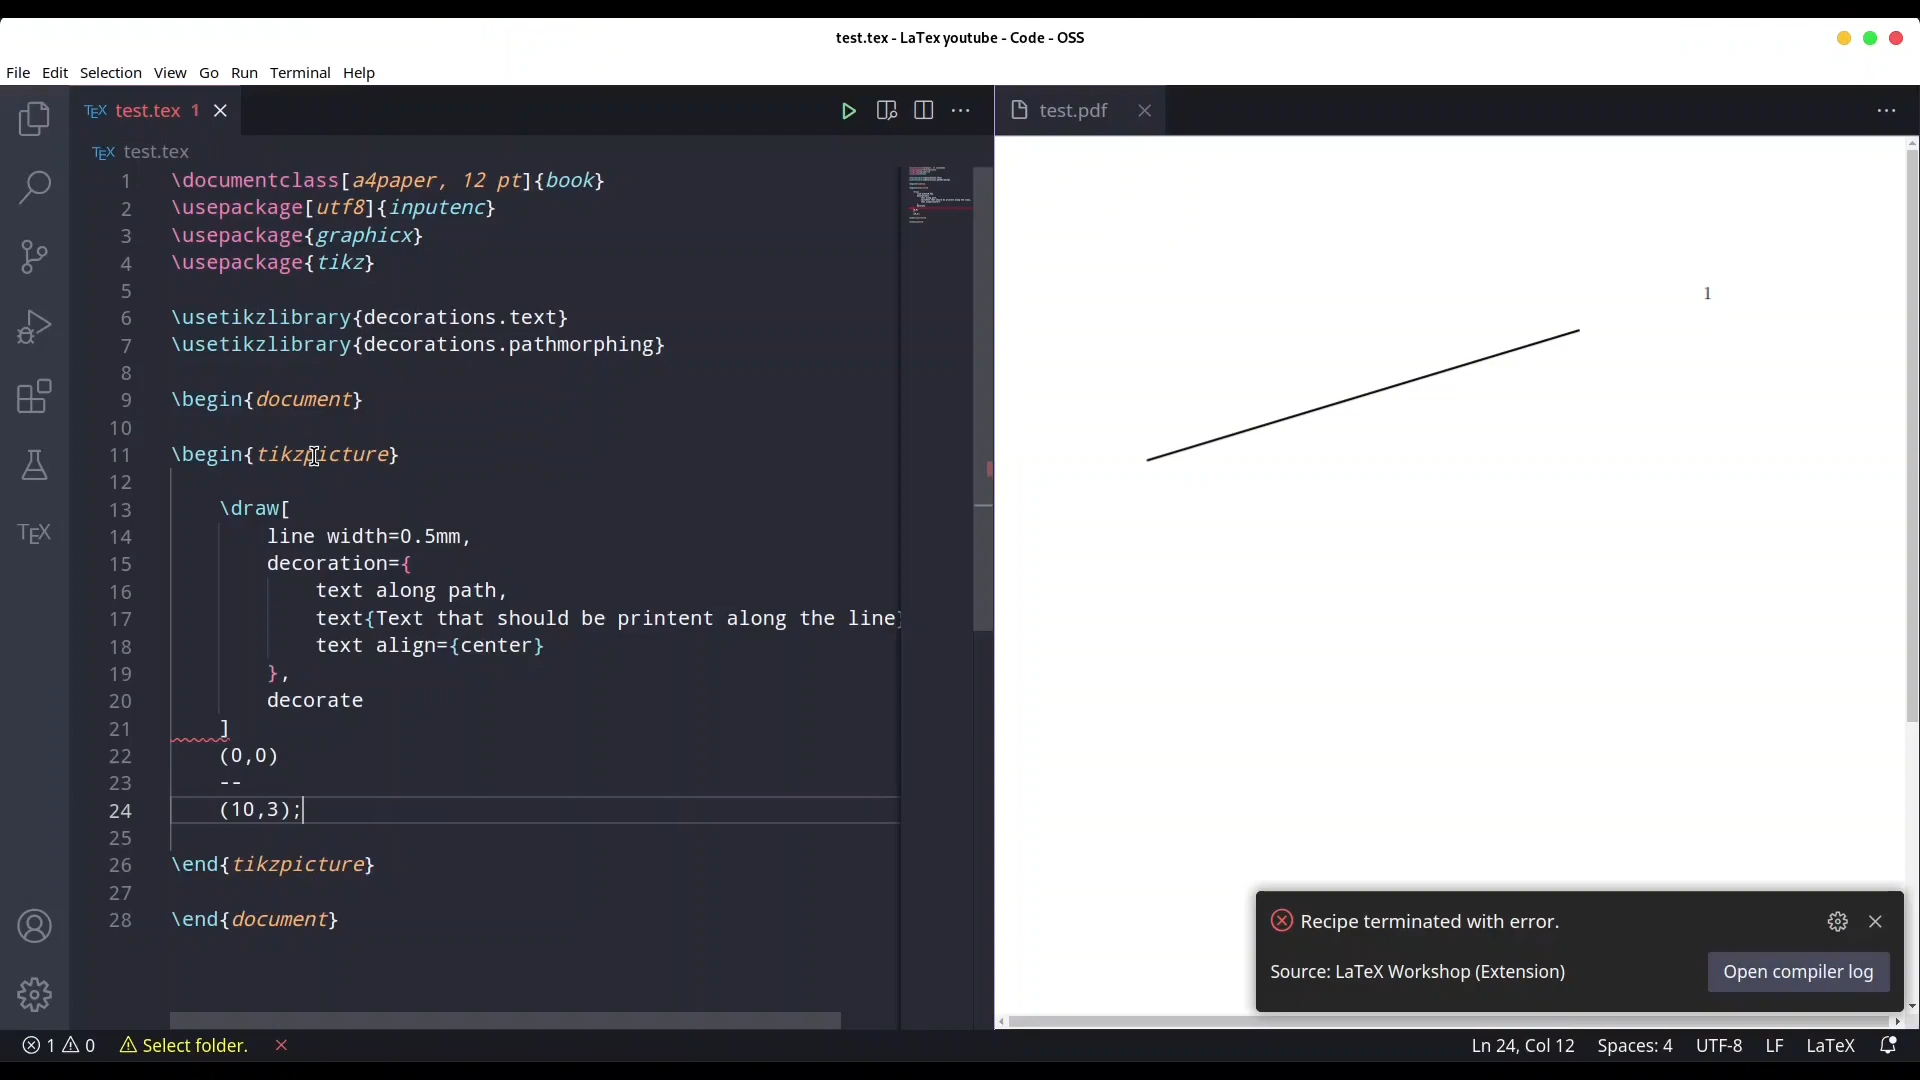 test.tex - LaTex youtube - Code - OSS
File Edit Selection View Go Run Terminal Help
TEX test.tex 1
test.pdf
TEX test.tex
1 \documentclass[a4paper, 12 pt]{book}
2 \usepackage[utf8]{inputenc}
3 \usepackage{graphicx}
4 \usepackage{tikz}
5
6 \usetikzlibrary{decorations.text}
7 \usetikzlibrary{decorations.pathmorphing}
8
9 \begin{document}
10
11 \begin{tikzpicture}
12
13 \draw[
14 line width=0.5mm,
15 decoration={
16 text along path,
17 text{Text that should be printent along the line}
18 text align={center}
19 },
20 decorate
21 ]
22 (0,0)
23 --
24 (10,3);
25
26 \end{tikzpicture}
27
28 \end{document}
TEX
1
Recipe terminated with error.
Source: LaTeX Workshop (Extension)
Open compiler log
1 0 Select folder.
Ln 24, Col 12 Spaces: 4 UTF-8 LF LaTeX